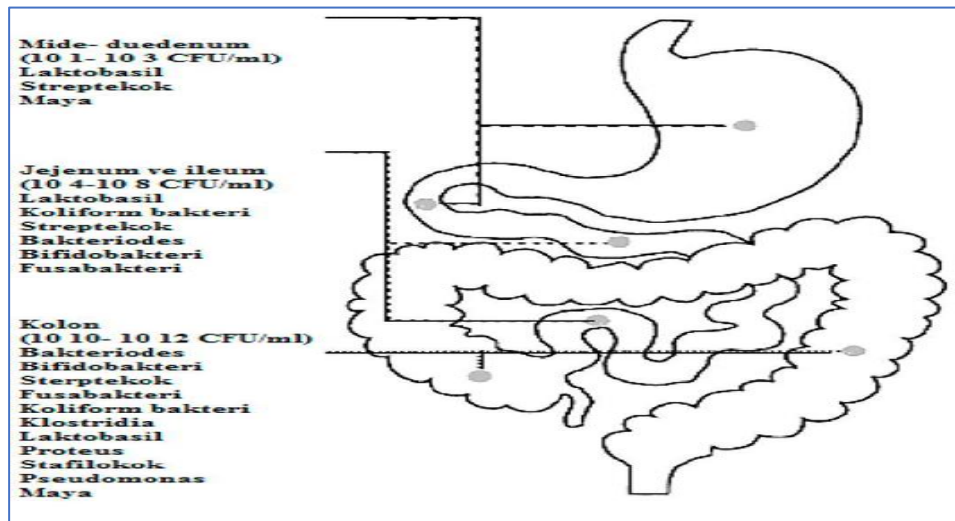 Mide- duedenum
(10 1- 10 3 CFU/ml)
Laktobasil
Streptekok
Maya
Jejenum ve ileum
(10 4-10 8 CFU/ml)
Laktobasil
Koliform bakteri
Streptekok
Bakteriodes
Bifidobakteri
Fusabakteri
Kolon
(10 10- 10 12 CFU/ml)
Bakteriodes
Bifidobakteri
Sterptekok
Fusabakteri
Koliform bakteri
Klostridia
Laktobasil
Proteus
Stafilokok
Pseudomonas
Maya